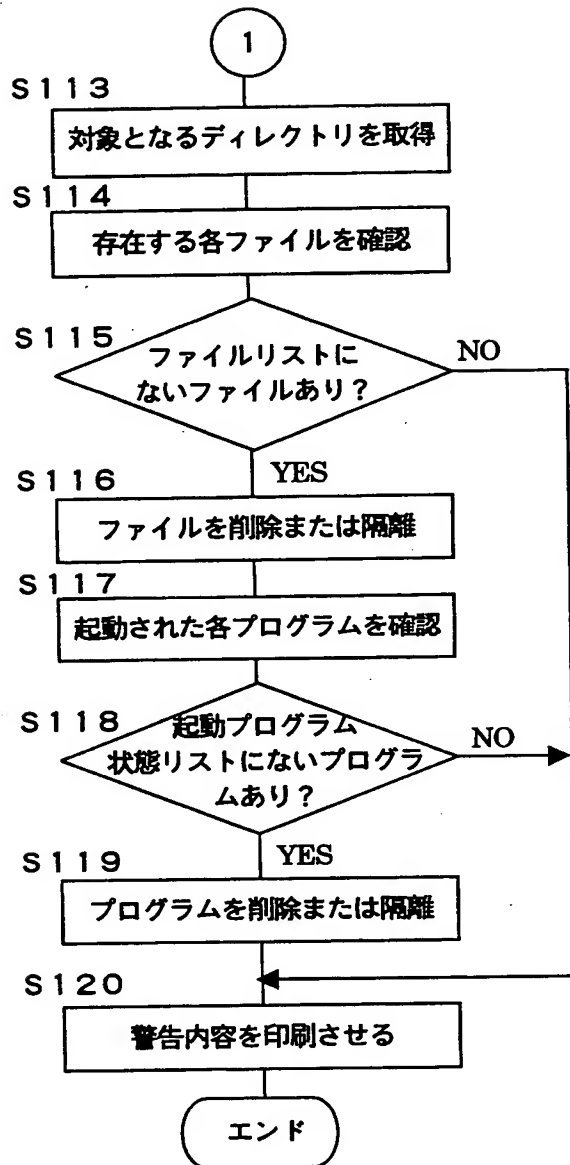 1
S113
対象となるディレクトリを取得
S114
存在する各ファイルを確認
S115
ファイルリストに
ないファイルあり？
NO
YES
S116
ファイルを削除または隔離
S117
起動された各プログラムを確認
S118
起動プログラム
状態リストにないプログラ
ムあり？
NO
YES
S119
プログラムを削除または隔離
S120
警告内容を印刷させる
エンド